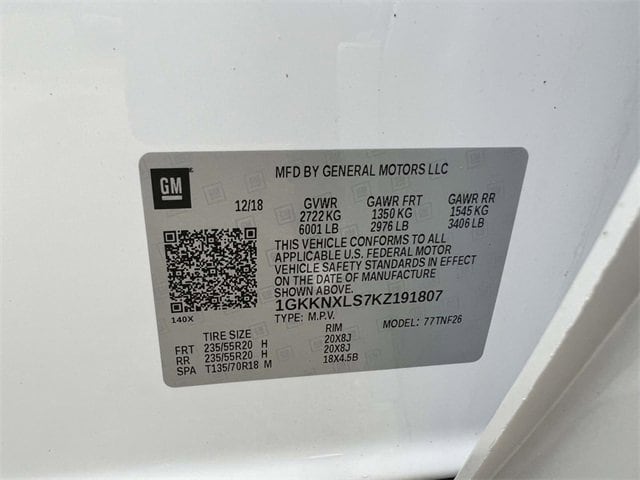 MFD BY GENERAL MOTORS LLC
GM
12/18 GVWR GAWR FRT GAWR RR
2722 KG 1350 KG 1545 KG
6001 LB 2976 LB 3406 LB
THIS VEHICLE CONFORMS TO ALL
APPLICABLE U.S. FEDERAL MOTOR
VEHICLE SAFETY STANDARDS IN EFFECT
ON THE DATE OF MANUFACTURE
SHOWN ABOVE.
1GKKNXLS7KZ191807
140X
TYPE: M.P.V. MODEL: 77TNF26
TIRE SIZE RIM
FRT 235/55R20 H 20X8J
RR 235/55R20 H 20X8J
SPA T135/70R18 M 18X4.5B